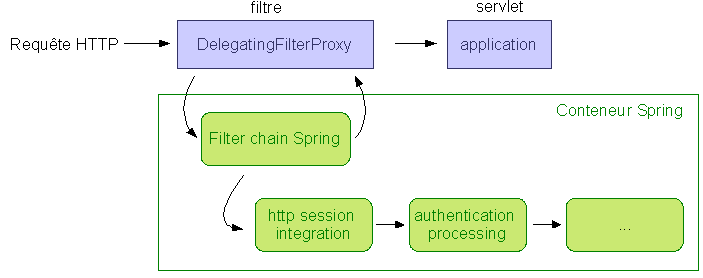 filtre
servlet
Requête HTTP
DelegatingFilterProxy
application
Conteneur Spring
Filter chain Spring
http session
integration
authentication
processing
...